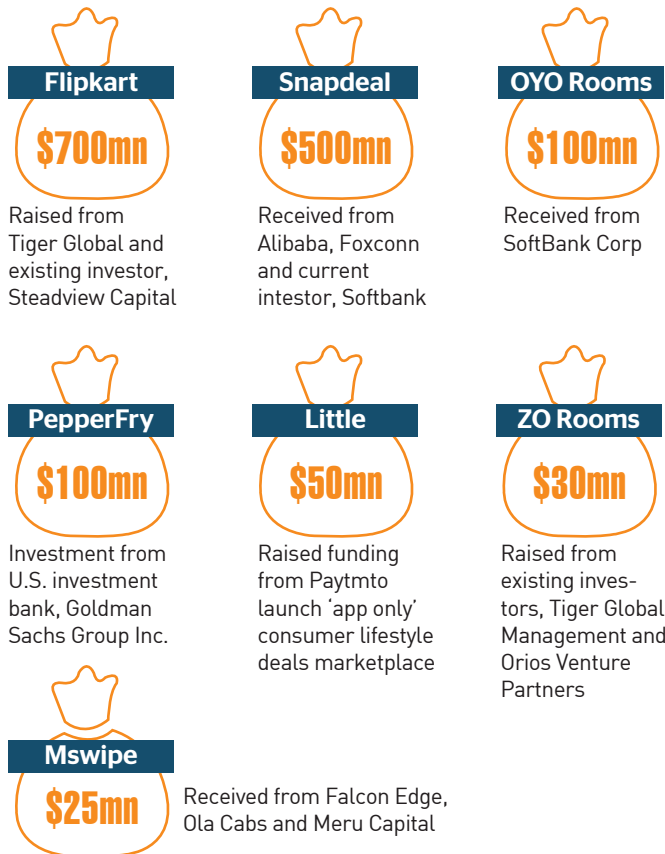 Flipkart
$700mn
Raised from
Tiger Global and
existing investor,
Steadview Capital
Snapdeal
$500mn
Received from
Alibaba, Foxconn
and current
intestor, Softbank
OYO Rooms
$100mn
Received from
SoftBank Corp
PepperFry
$100mn
Investment from
U.S. investment
bank, Goldman
Sachs Group Inc.
Little
$50mn
Raised funding
from Paytmto
launch ‘app only’
consumer lifestyle
deals marketplace
ZO Rooms
$30mn
Raised from
existing inves-
tors, Tiger Global
Management and
Orios Venture
Partners
Mswipe
$25mn
Received from Falcon Edge,
Ola Cabs and Meru Capital